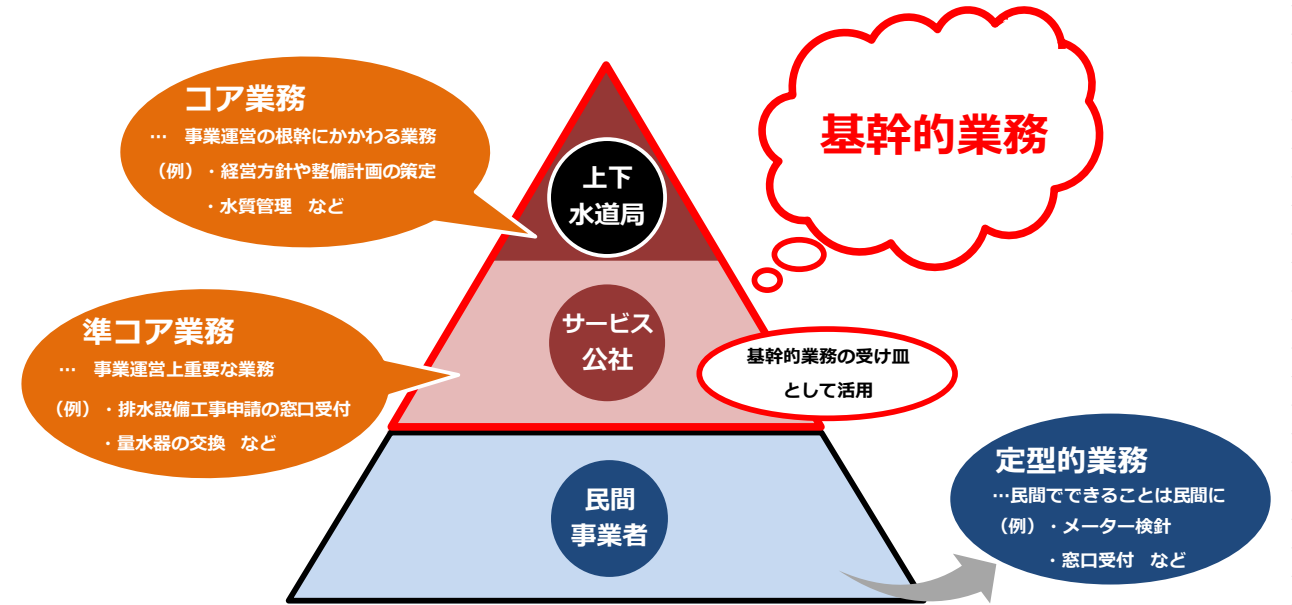 コア業務
… 事業運営の根幹にかかわる業務
（例）・経営方針や整備計画の策定
・水質管理 など
基幹的業務
上下
水道局
サービス
公社
準コア業務
… 事業運営上重要な業務
（例）・排水設備工事申請の窓口受付
・量水器の交換 など
基幹的業務の受け皿
として活用
民間
事業者
定型的業務
…民間でできることは民間に
（例）・メーター検針
・窓口受付 など